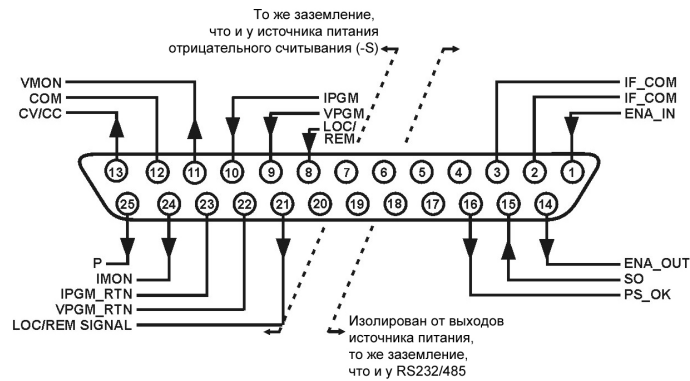 То же заземление,
что и у источника питания
отрицательного считывания (-S)
VMON
COM
CV/CC
IPGM
VPGM
LOC/
REM
IF_COM
IF_COM
ENA_IN
13 12 11 10 9 8 7 6 5 4 3 2 1
25 24 23 22 21 20 19 18 17 16 15 14
P
IMON
IPGM_RTN
VPGM_RTN
LOC/REM SIGNAL
ENA_OUT
SO
PS_OK
Изолирован от выходов
источника питания,
то же заземление,
что и у RS232/485